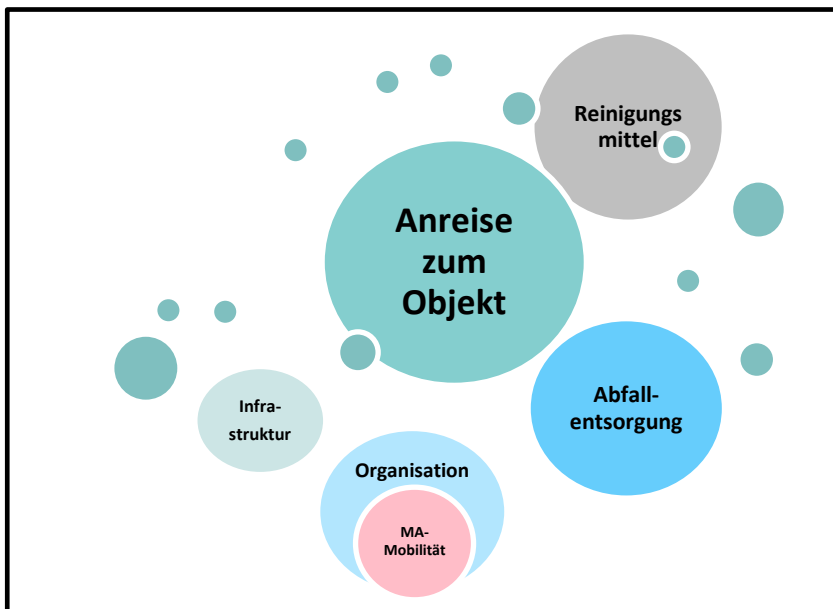 Reinigungs
mittel
Anreise
zum
Objekt
Abfall-
entsorgung
Infra-
struktur
Organisation
MA-
Mobilität